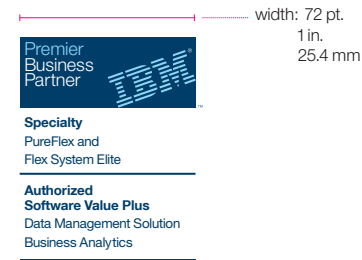 width: 72 pt.
1 in.
25.4 mm
Premier
Business
Partner
IBM®
™
Specialty
PureFlex and
Flex System Elite
Authorized
Software Value Plus
Data Management Solution
Business Analytics